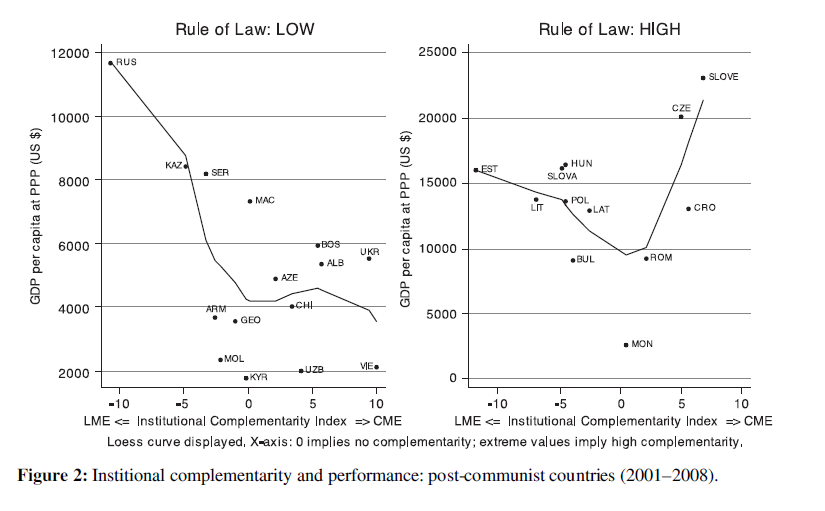 Rule of Law: LOW
Rule of Law: HIGH
GDP per capita at PPP (US $)
12000
10000
8000
6000
4000
2000
RUS
KAZ
SER
MAC
BOS
UKR
ALB
AZE
CHI
ARM
GEO
MOL
KYR
UZB
VIE
-10
-5
0
5
10
LME <= Institutional Complementarity Index => CME
GDP per capita at PPP (US $)
25000
20000
15000
10000
5000
0
SLOVE
CZE
EST
HUN
SLOVA
LIT
POL
LAT
CRO
BUL
ROM
MON
-10
-5
0
5
10
LME <= Institutional Complementarity Index => CME
Loess curve displayed. X-axis: 0 implies no complementarity; extreme values imply high complementarity.
Figure 2: Instiitional complementarity and performance: post-communist countries (2001–2008).